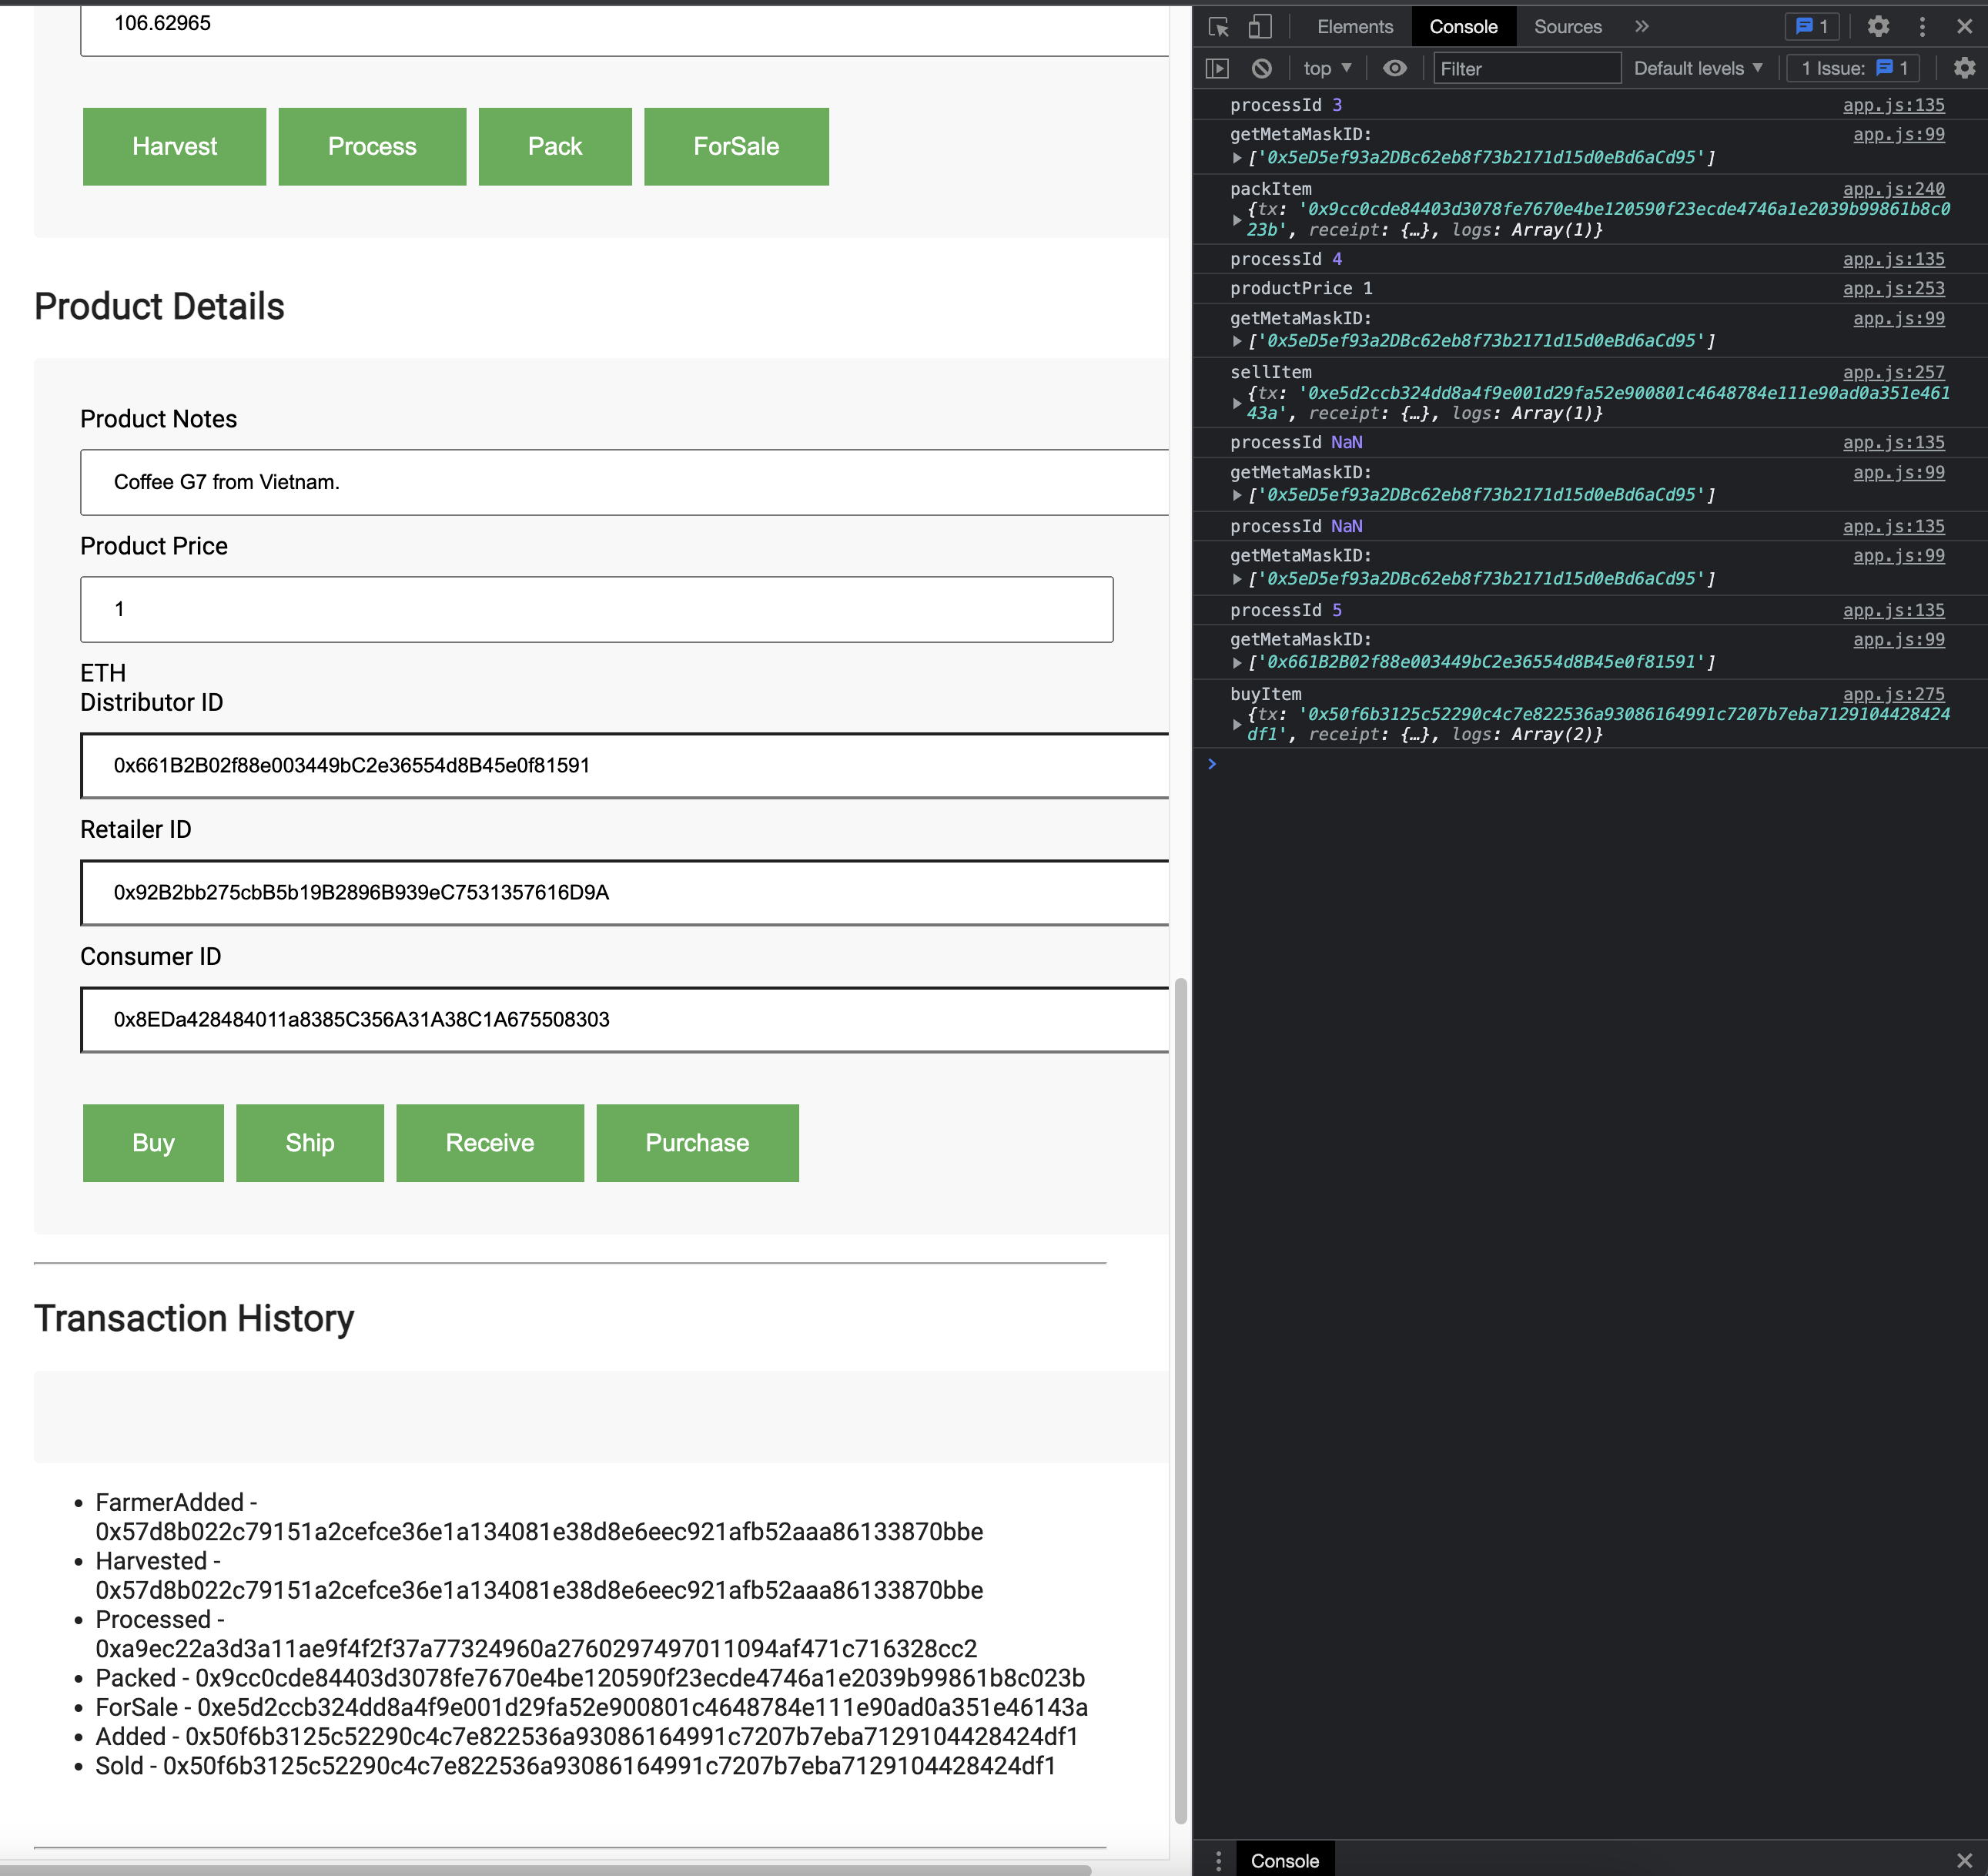 106.62965
Harvest
Process
Pack
ForSale
Product Details
Product Notes
Coffee G7 from Vietnam.
Product Price
1
ETH
Distributor ID
0x661B2B02f88e003449bC2e36554d8B45e0f81591
Retailer ID
0x92B2bb275cbB5b19B2896B939eC7531357616D9A
Consumer ID
0x8EDa428484011a8385C356A31A38C1A675508303
Buy
Ship
Receive
Purchase
Transaction History
FarmerAdded -
0x57d8b022c79151a2cefce36e1a134081e38d8e6eec921afb52aaa86133870bbe
Harvested -
0x57d8b022c79151a2cefce36e1a134081e38d8e6eec921afb52aaa86133870bbe
Processed -
0xa9ec22a3d3a11ae9f4f2f37a77324960a2760297497011094af471c716328cc2
Packed - 0x9cc0cde84403d3078fe7670e4be120590f23ecde4746a1e2039b99861b8c023b
ForSale - 0xe5d2ccb324dd8a4f9e001d29fa52e900801c4648784e111e90ad0a351e46143a
Added - 0x50f6b3125c52290c4c7e822536a93086164991c7207b7eba7129104428424df1
Sold - 0x50f6b3125c52290c4c7e822536a93086164991c7207b7eba7129104428424df1
Elements
Console
Sources
1
top
Filter
Default levels
1 Issue: 1
processId 3 app.js:135
getMetaMaskID: app.js:99
['0x5eD5ef93a2DBc62eb8f73b2171d15d0eBd6aCd95']
packItem app.js:240
{tx: '0x9cc0cde84403d3078fe7670e4be120590f23ecde4746a1e2039b99861b8c0
23b', receipt: {…}, logs: Array(1)}
processId 4 app.js:135
productPrice 1 app.js:253
getMetaMaskID: app.js:99
['0x5eD5ef93a2DBc62eb8f73b2171d15d0eBd6aCd95']
sellItem app.js:257
{tx: '0xe5d2ccb324dd8a4f9e001d29fa52e900801c4648784e111e90ad0a351e461
43a', receipt: {…}, logs: Array(1)}
processId NaN app.js:135
getMetaMaskID: app.js:99
['0x5eD5ef93a2DBc62eb8f73b2171d15d0eBd6aCd95']
processId NaN app.js:135
getMetaMaskID: app.js:99
['0x5eD5ef93a2DBc62eb8f73b2171d15d0eBd6aCd95']
processId 5 app.js:135
getMetaMaskID: app.js:99
['0x661B2B02f88e003449bC2e36554d8B45e0f81591']
buyItem app.js:275
{tx: '0x50f6b3125c52290c4c7e822536a93086164991c7207b7eba7129104428424
df1', receipt: {…}, logs: Array(2)}
Console